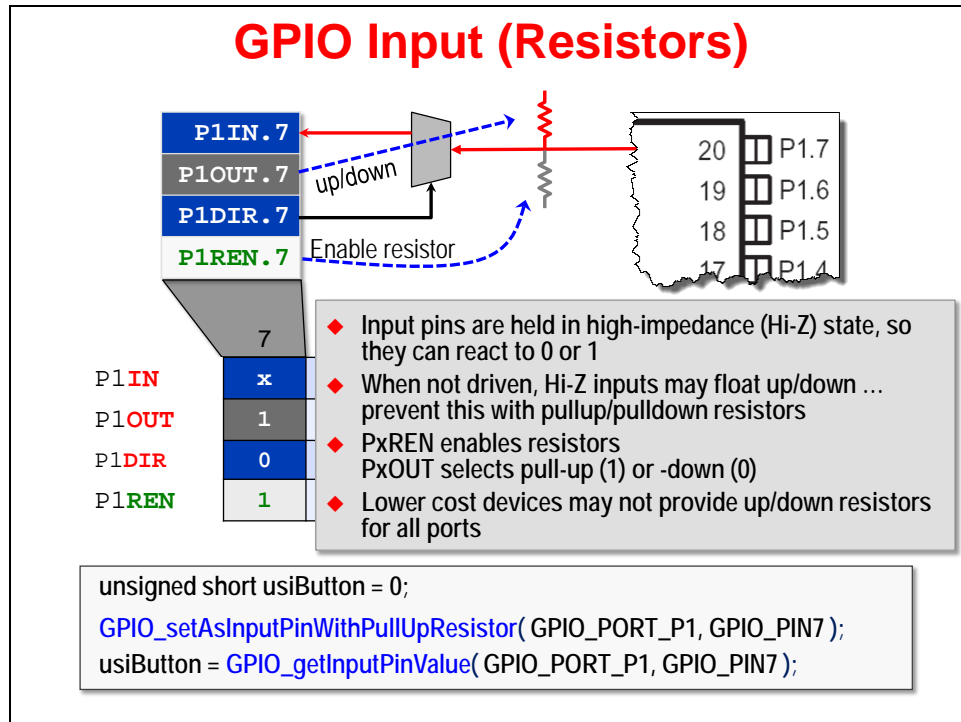 GPIO Input (Resistors)
P1IN.7
P1OUT.7
P1DIR.7
P1REN.7
up/down
Enable resistor
20 P1.7
19 P1.6
18 P1.5
17 P1.4
7
P1IN x
P1OUT 1
P1DIR 0
P1REN 1
◆ Input pins are held in high-impedance (Hi-Z) state, so
they can react to 0 or 1
◆ When not driven, Hi-Z inputs may float up/down …
prevent this with pullup/pulldown resistors
◆ PxREN enables resistors
PxOUT selects pull-up (1) or -down (0)
◆ Lower cost devices may not provide up/down resistors
for all ports
unsigned short usiButton = 0;
GPIO_setAsInputPinWithPullUpResistor( GPIO_PORT_P1, GPIO_PIN7 );
usiButton = GPIO_getInputPinValue( GPIO_PORT_P1, GPIO_PIN7 );